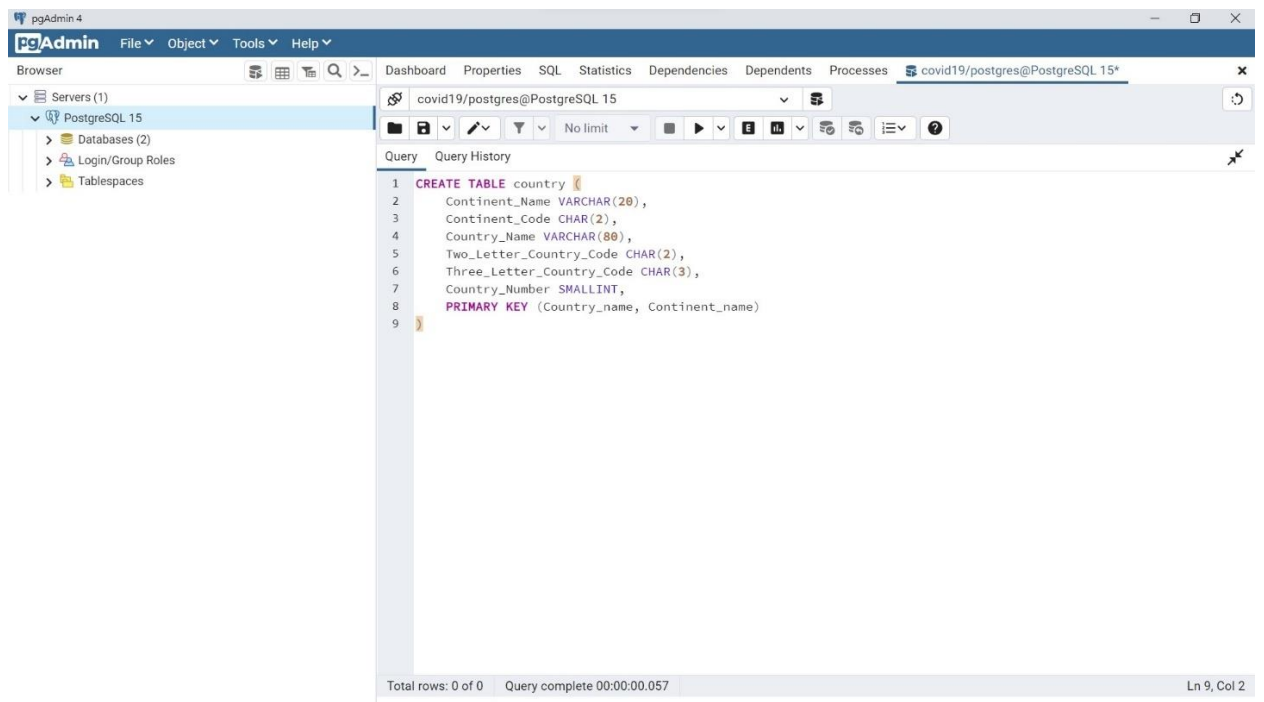 pgAdmin 4
pgAdmin File Object Tools Help
Browser
Dashboard Properties SQL Statistics Dependencies Dependents Processes covid19/postgres@PostgreSQL 15*
Servers (1)
PostgreSQL 15
Databases (2)
Login/Group Roles
Tablespaces
covid19/postgres@PostgreSQL 15
No limit
Query Query History
1 CREATE TABLE country (
2 Continent_Name VARCHAR(20),
3 Continent_Code CHAR(2),
4 Country_Name VARCHAR(80),
5 Two_Letter_Country_Code CHAR(2),
6 Three_Letter_Country_Code CHAR(3),
7 Country_Number SMALLINT,
8 PRIMARY KEY (Country_name, Continent_name)
9 )
Total rows: 0 of 0 Query complete 00:00:00.057 Ln 9, Col 2